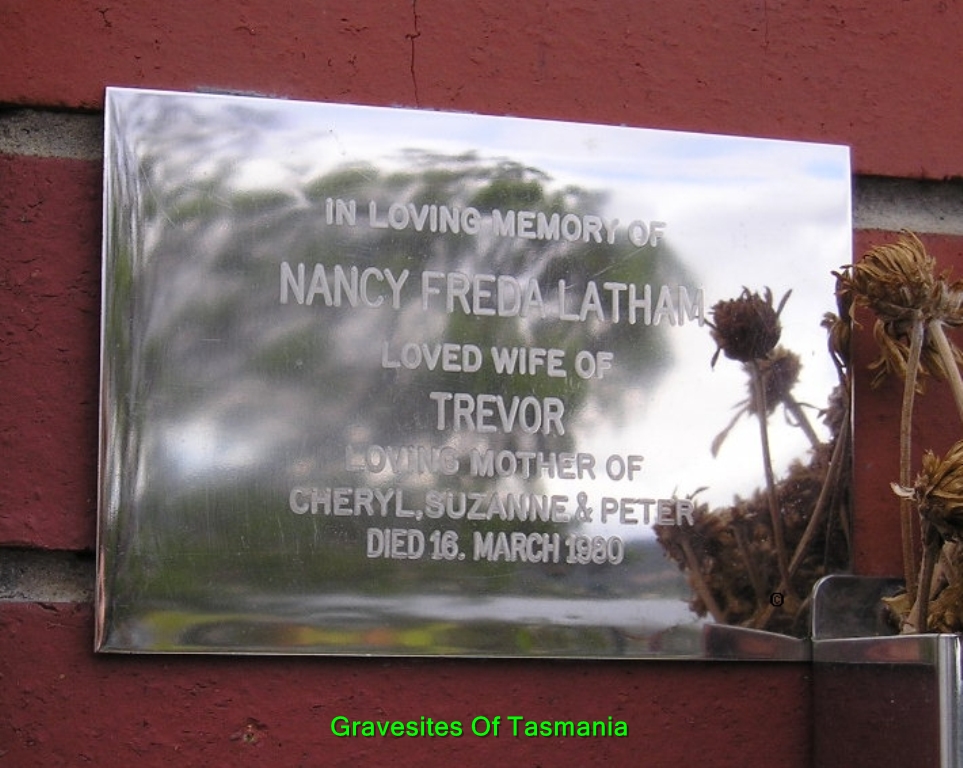 IN LOVING MEMORY OF
NANCY FREDA LATHAM
LOVED WIFE OF
TREVOR
LOVING MOTHER OF
CHERYL, SUZANNE & PETER
DIED 16. MARCH 1980
©
Gravesites Of Tasmania